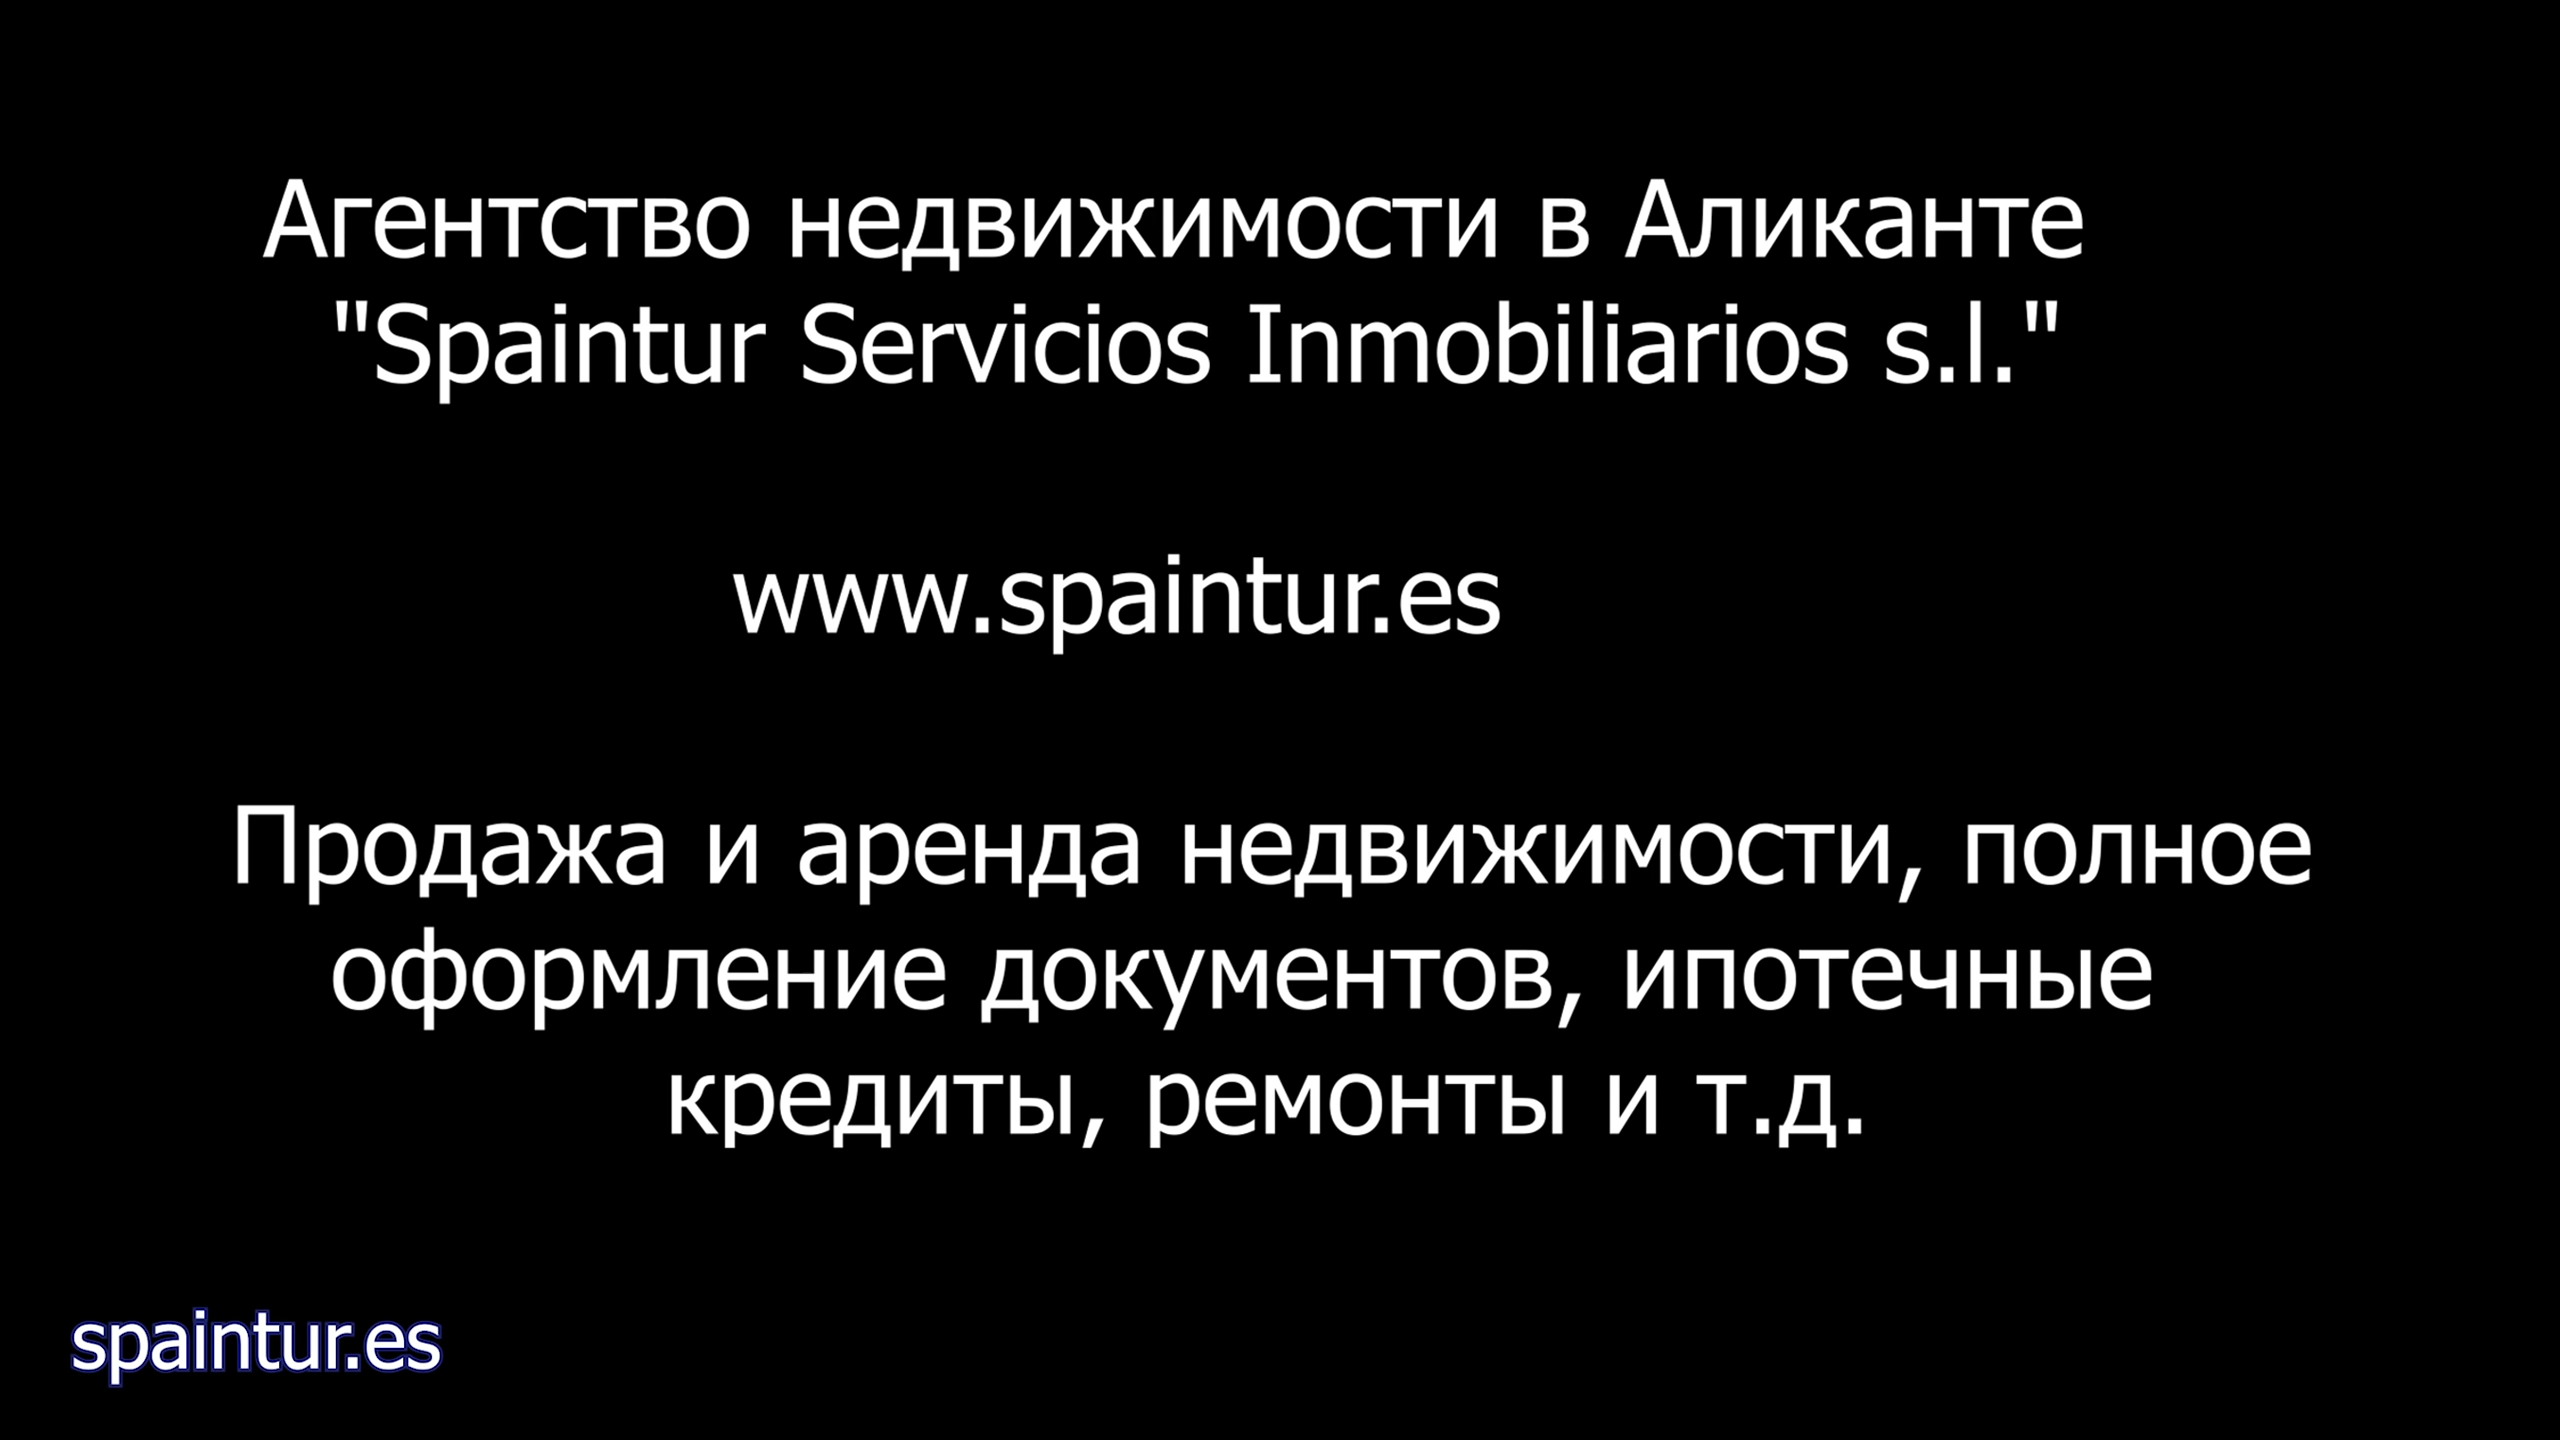 Агентство недвижимости в Аликанте
"Spaintur Servicios Inmobiliarios s.l."
www.spaintur.es
Продажа и аренда недвижимости, полное
оформление документов, ипотечные
кредиты, ремонты и т.д.
spaintur.es